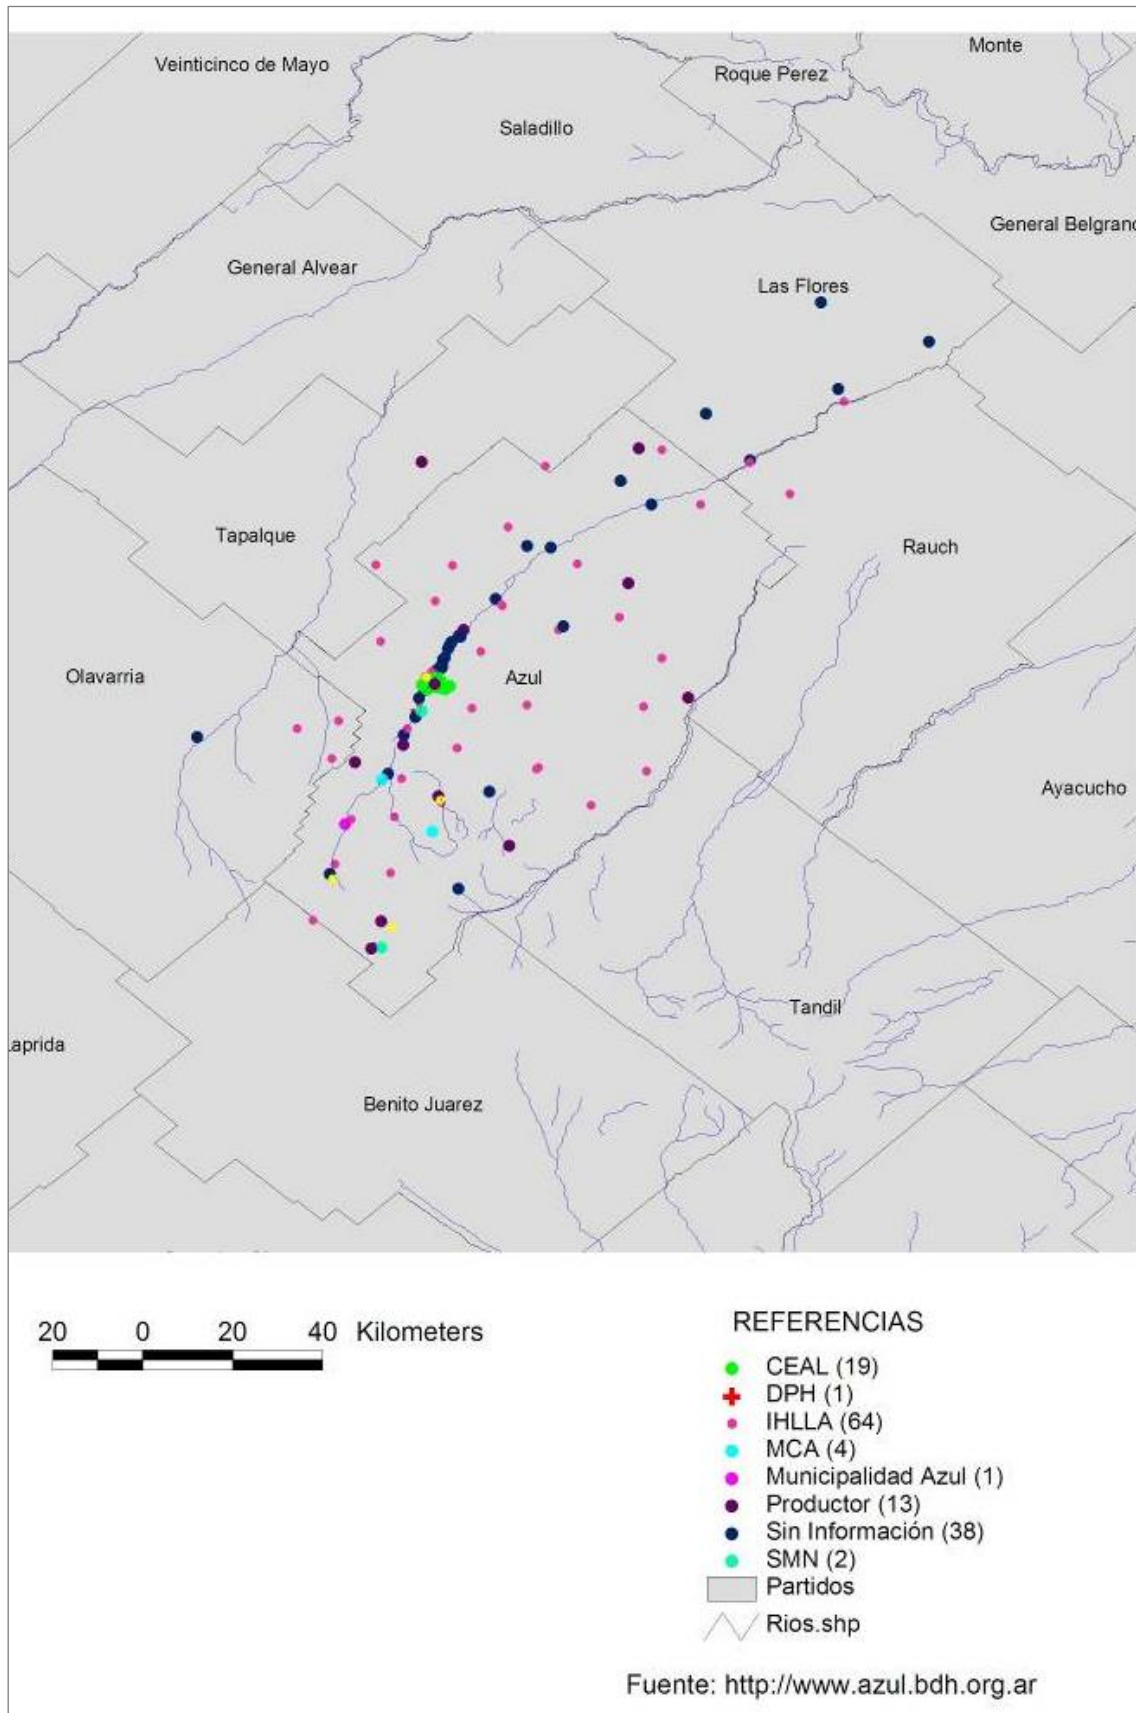 Monte
Veinticinco de Mayo
Roque Perez
Saladillo
General Belgrano
General Alvear
Las Flores
Tapalque
Rauch
Olavarria
Azul
Ayacucho
Tandil
Laprida
Benito Juarez
20 0 20 40 Kilometers
REFERENCIAS
CEAL (19)
DPH (1)
IHLLA (64)
MCA (4)
Municipalidad Azul (1)
Productor (13)
Sin Información (38)
SMN (2)
Partidos
Rios.shp
Fuente: http://www.azul.bdh.org.ar